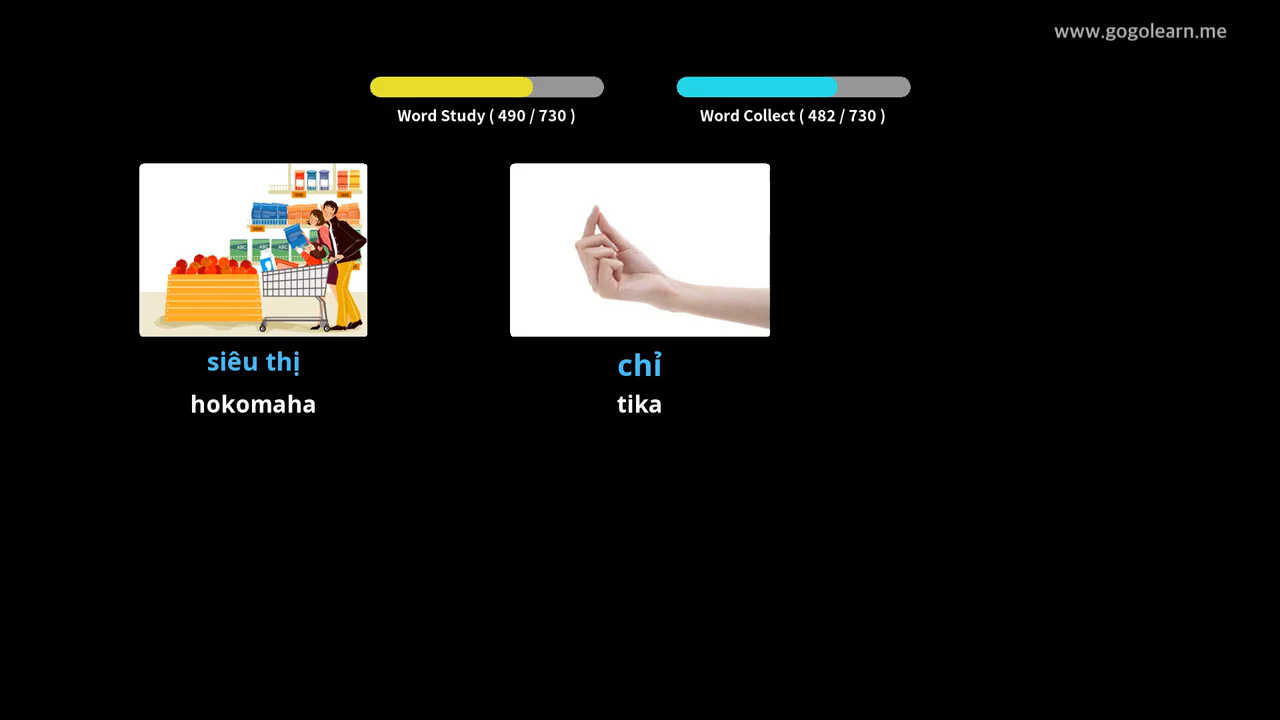 www.gogolearn.me
Word Study ( 490 / 730 )
Word Collect ( 482 / 730 )
siêu thị
hokomaha
chỉ
tika